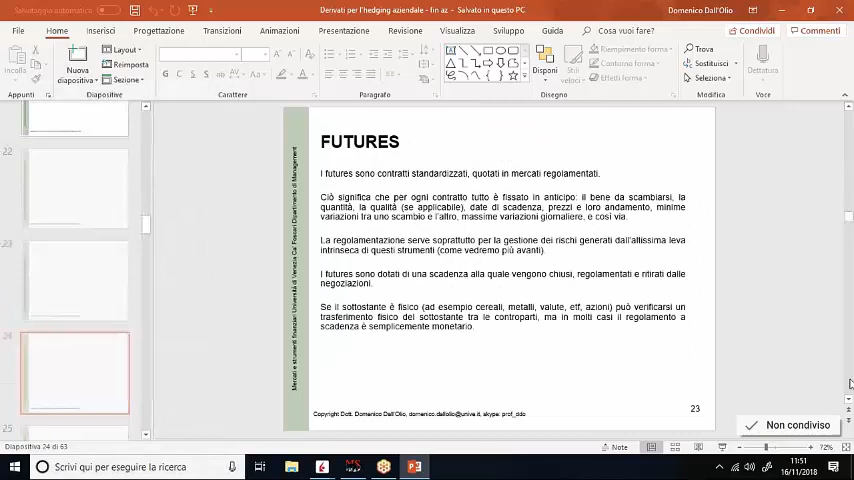 Salvataggio automatico
Derivati per l'hedging aziendale - fin az - Salvato in questo PC
Domenico Dall'Olio
File
Home
Inserisci
Progettazione
Transizioni
Animazioni
Presentazione
Revisione
Visualizza
Sviluppo
Guida
Cosa vuoi fare?
Condividi
Commenti
Incolla
Nuova
diapositiva
Layout
Reimposta
Sezione
Disponi
Stili
veloci
Riempimento forma
Contorno forma
Effetti forma
Trova
Sostituisci
Seleziona
Dettatura
Appunti
Diapositive
Carattere
Paragrafo
Disegno
Modifica
Voce
22
23
24
25
Mercati e strumenti finanziari Università di Venezia Ca' Foscari Dipartimento di Management
FUTURES
I futures sono contratti standardizzati, quotati in mercati regolamentati.
Ciò significa che per ogni contratto tutto è fissato in anticipo: il bene da scambiarsi, la
quantità, la qualità (se applicabile), date di scadenza, prezzi e loro andamento, minime
variazioni tra uno scambio e l'altro, massime variazioni giornaliere, e così via.
La regolamentazione serve soprattutto per la gestione dei rischi generati dall'altissima leva
intrinseca di questi strumenti (come vedremo più avanti).
I futures sono dotati di una scadenza alla quale vengono chiusi, regolamentati e ritirati dalle
negoziazioni.
Se il sottostante è fisico (ad esempio cereali, metalli, valute, etf, azioni) può verificarsi un
trasferimento fisico del sottostante tra le controparti, ma in molti casi il regolamento a
scadenza è semplicemente monetario.
Copyright Dott. Domenico Dall'Olio, domenico.dallolio@unive.it, skype: prof_ddo
23
Non condiviso
Diapositiva 24 di 63
Note
72%
Scrivi qui per eseguire la ricerca
11:51
16/11/2018